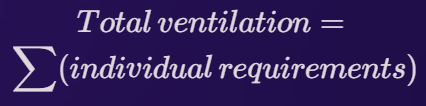 Total ventilation =
∑(individual requirements)